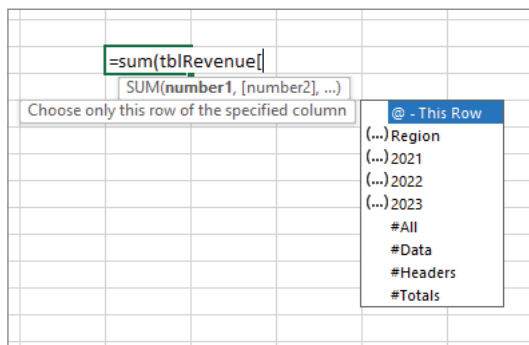 =sum(tblRevenue[
SUM(number1, [number2], ...)
Choose only this row of the specified column
@ - This Row
(...) Region
(...) 2021
(...) 2022
(...) 2023
#All
#Data
#Headers
#Totals